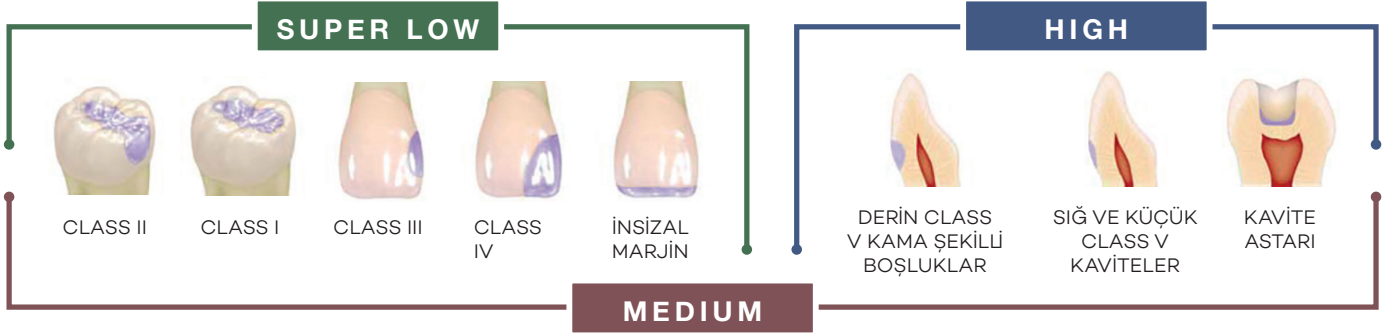 SUPER LOW
HIGH
CLASS II
CLASS I
CLASS III
CLASS
IV
İNSİZAL
MARJİN
DERİN CLASS
V KAMA ŞEKİLLİ
BOŞLUKLAR
SIĞ VE KÜÇÜK
CLASS V
KAVİTELER
KAVİTE
ASTARI
MEDIUM